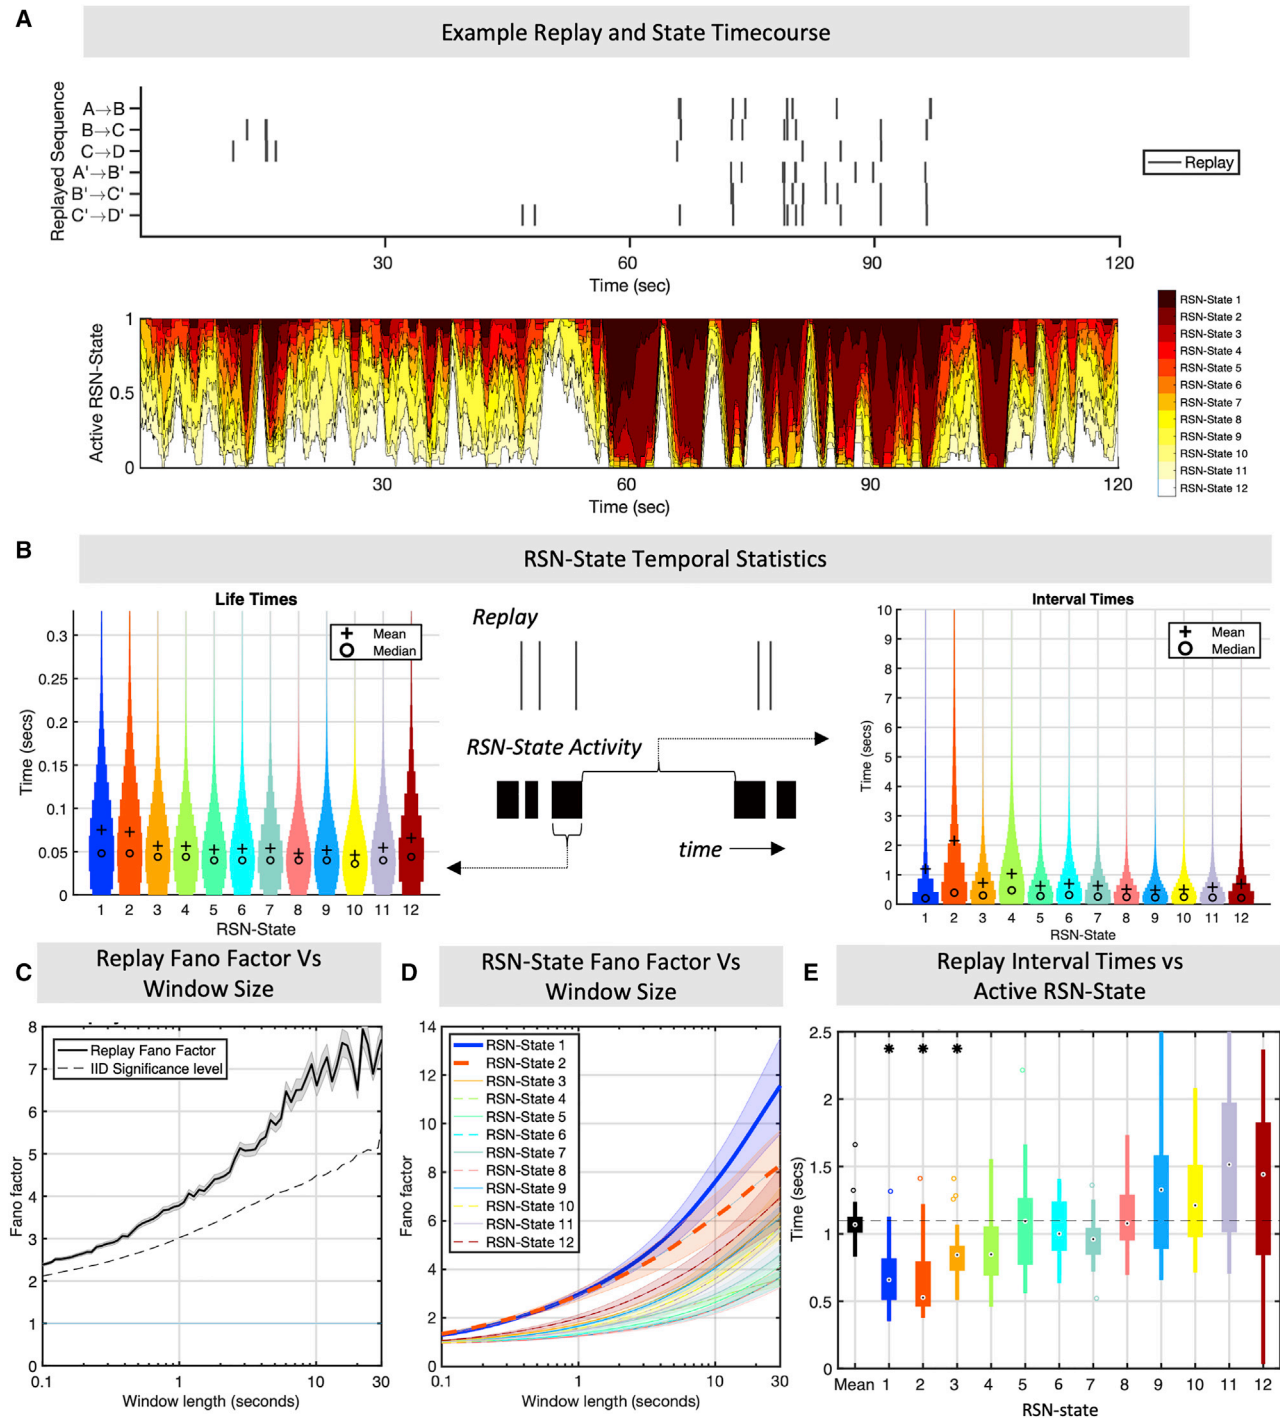 A
Example Replay and State Timecourse
Replayed Sequence
A→B
B→C
C→D
A'→B'
B'→C'
C'→D'
Replay
30
60
90
120
Time (sec)
Active RSN-State
1
0.5
0
30
60
90
120
Time (sec)
RSN-State 1
RSN-State 2
RSN-State 3
RSN-State 4
RSN-State 5
RSN-State 6
RSN-State 7
RSN-State 8
RSN-State 9
RSN-State 10
RSN-State 11
RSN-State 12
B
RSN-State Temporal Statistics
Life Times
Time (secs)
0.3
0.25
0.2
0.15
0.1
0.05
0
+ Mean
Median
1 2 3 4 5 6 7 8 9 10 11 12
RSN-State
Replay
RSN-State Activity
time
Interval Times
Time (secs)
10
9
8
7
6
5
4
3
2
1
0
+ Mean
Median
1 2 3 4 5 6 7 8 9 10 11 12
RSN-State
C
Replay Fano Factor Vs
Window Size
Fano factor
8
7
6
5
4
3
2
1
0
Replay Fano Factor
IID Significance level
0.1 1 10 30
Window length (seconds)
D
RSN-State Fano Factor Vs
Window Size
Fano factor
14
12
10
8
6
4
2
0
RSN-State 1
RSN-State 2
RSN-State 3
RSN-State 4
RSN-State 5
RSN-State 6
RSN-State 7
RSN-State 8
RSN-State 9
RSN-State 10
RSN-State 11
RSN-State 12
0.1 1 10 30
Window length (seconds)
E
Replay Interval Times vs
Active RSN-State
Time (secs)
2.5
2
1.5
1
0.5
0
* * *
Mean 1 2 3 4 5 6 7 8 9 10 11 12
RSN-state